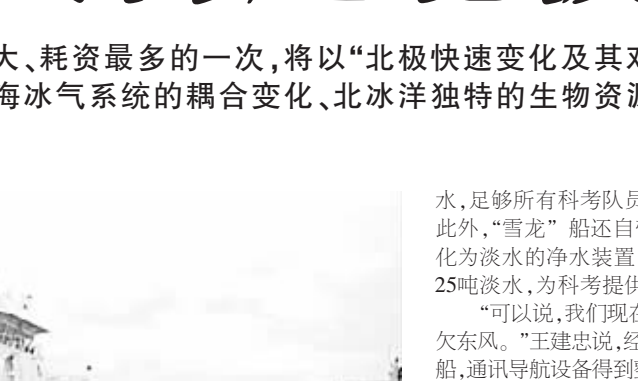 大、耗资最多的一次,将以“北极快速变化及其对
海冰气系统的耦合变化、北冰洋独特的生物资源
水,足够所有科考队员
此外,“雪龙”船还自
化为淡水的净水装置
25吨淡水,为科考提供
“可以说,我们现在
欠东风。”王建忠说,经
船,通讯导航设备得到